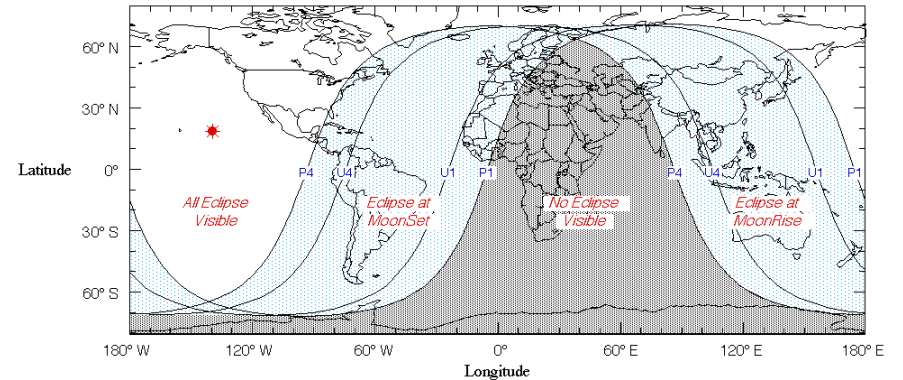 60° N
30° N
Latitude
0°
P4 U4 U1 P1 P4 U4 U1 P1
All Eclipse
Visible
Eclipse at
MoonSet
No Eclipse
Visible
Eclipse at
MoonRise
30° S
60° S
180° W 120° W 60° W 0° 60° E 120° E 180° E
Longitude